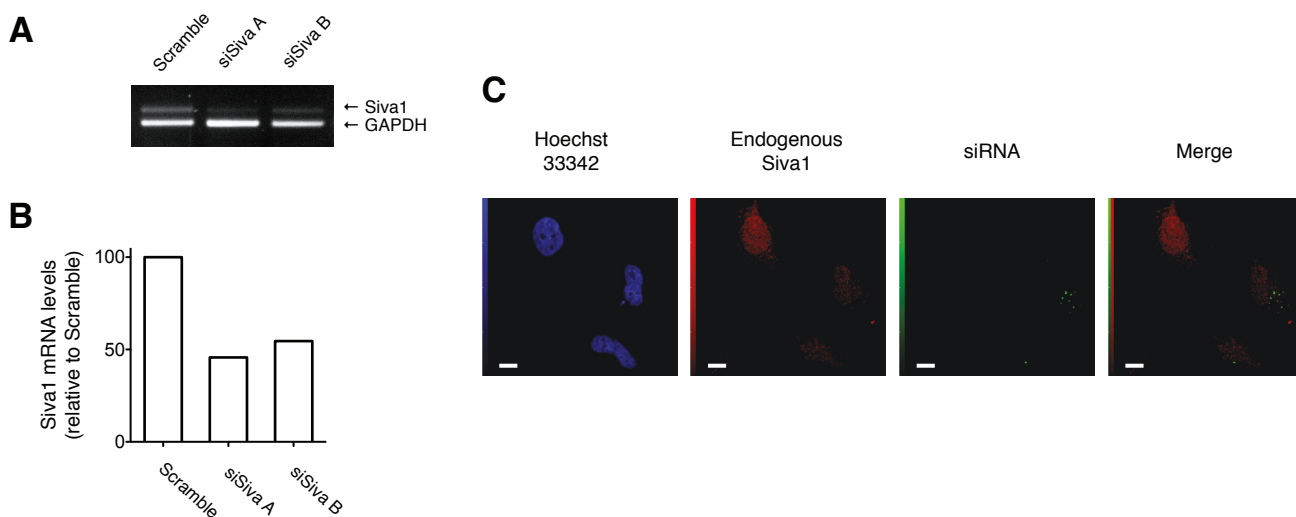 A
Scramble
siSiva A
siSiva B
← Siva1
← GAPDH
B
Siva1 mRNA levels
(relative to Scramble)
100
50
0
Scramble
siSiva A
siSiva B
C
Hoechst
33342
Endogenous
Siva1
siRNA
Merge